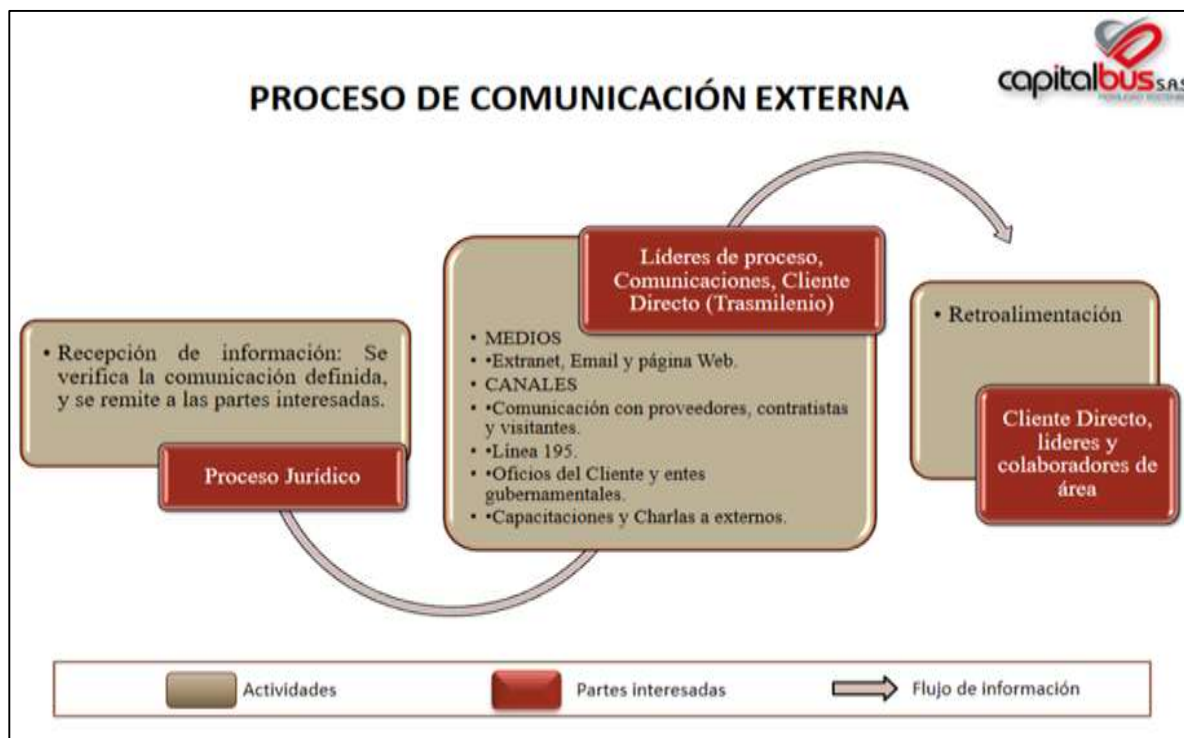 capitalbus S.A.S
PROCESO DE COMUNICACIÓN EXTERNA
• Recepción de información: Se
verifica la comunicación definida,
y se remite a las partes interesadas.
Proceso Jurídico
Líderes de proceso,
Comunicaciones, Cliente
Directo (Trasmilenio)
• MEDIOS
• •Extranet, Email y página Web.
• CANALES
• •Comunicación con proveedores, contratistas
y visitantes.
• •Línea 195.
• •Oficios del Cliente y entes
gubernamentales.
• •Capacitaciones y Charlas a externos.
• Retroalimentación
Cliente Directo,
líderes y
colaboradores de
área
Actividades
Partes interesadas
Flujo de información